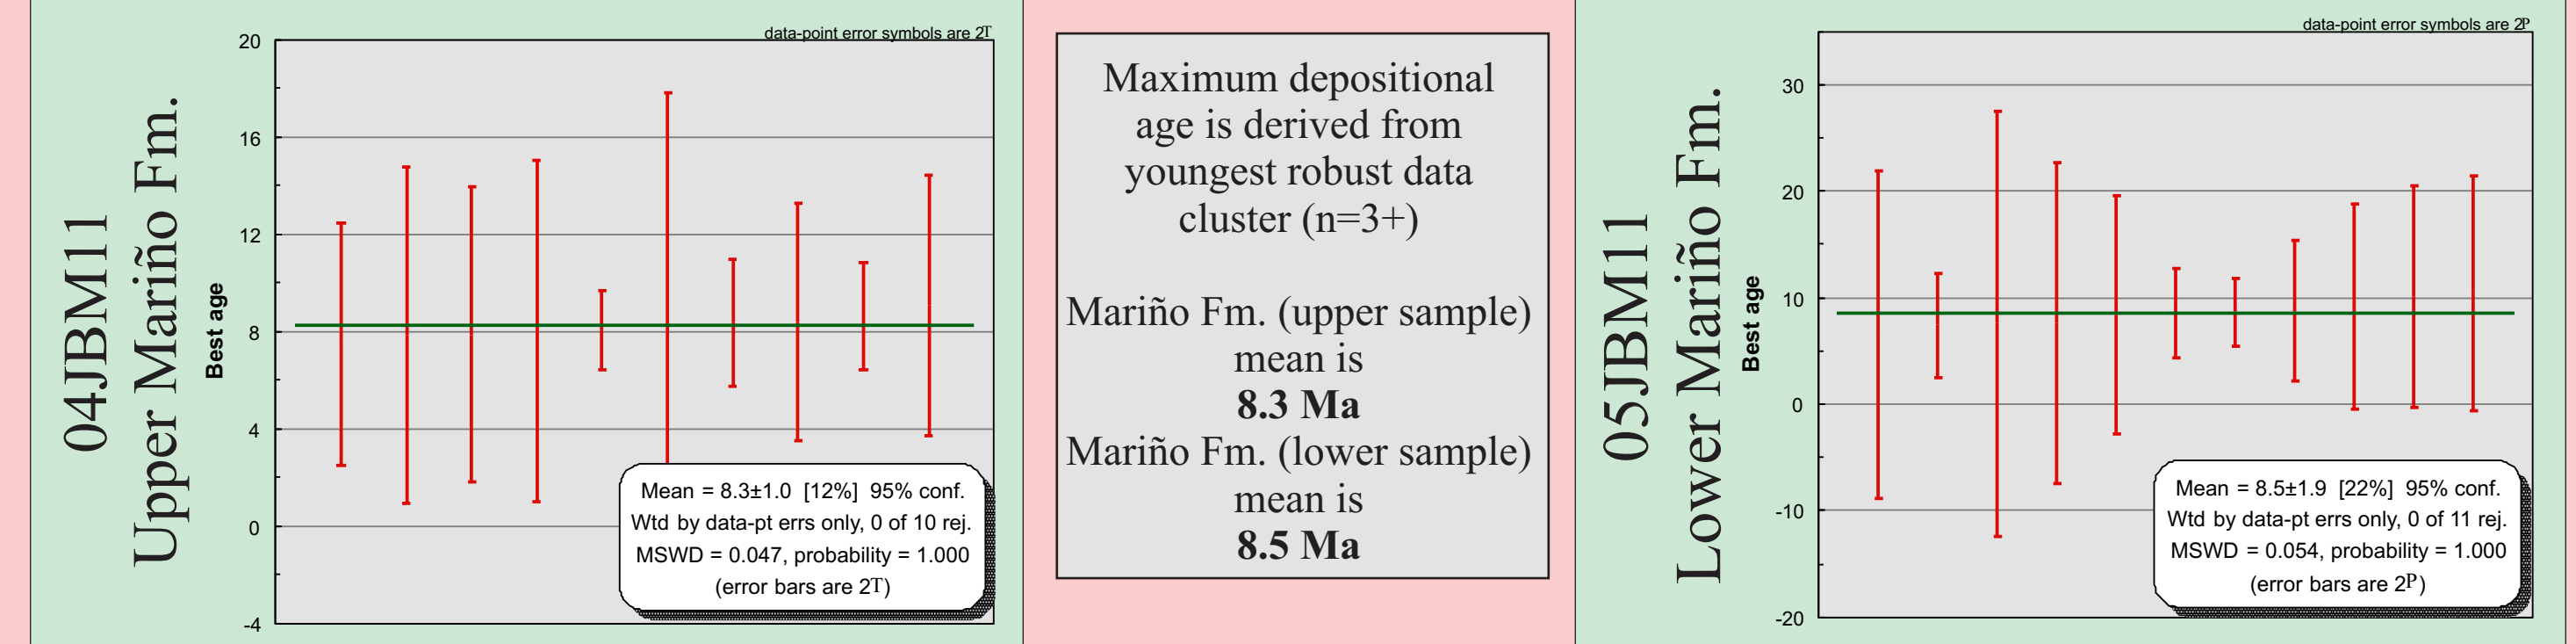 04JBM11
Upper Mariño Fm.
data-point error symbols are 2T
Best age
20
16
12
8
4
0
-4
Mean = 8.3±1.0 [12%] 95% conf.
Wtd by data-pt errs only, 0 of 10 rej.
MSWD = 0.047, probability = 1.000
(error bars are 2T)
Maximum depositional
age is derived from
youngest robust data
cluster (n=3+)
Mariño Fm. (upper sample)
mean is
8.3 Ma
Mariño Fm. (lower sample)
mean is
8.5 Ma
05JBM11
Lower Mariño Fm.
data-point error symbols are 2P
Best age
30
20
10
0
-10
-20
Mean = 8.5±1.9 [22%] 95% conf.
Wtd by data-pt errs only, 0 of 11 rej.
MSWD = 0.054, probability = 1.000
(error bars are 2P)